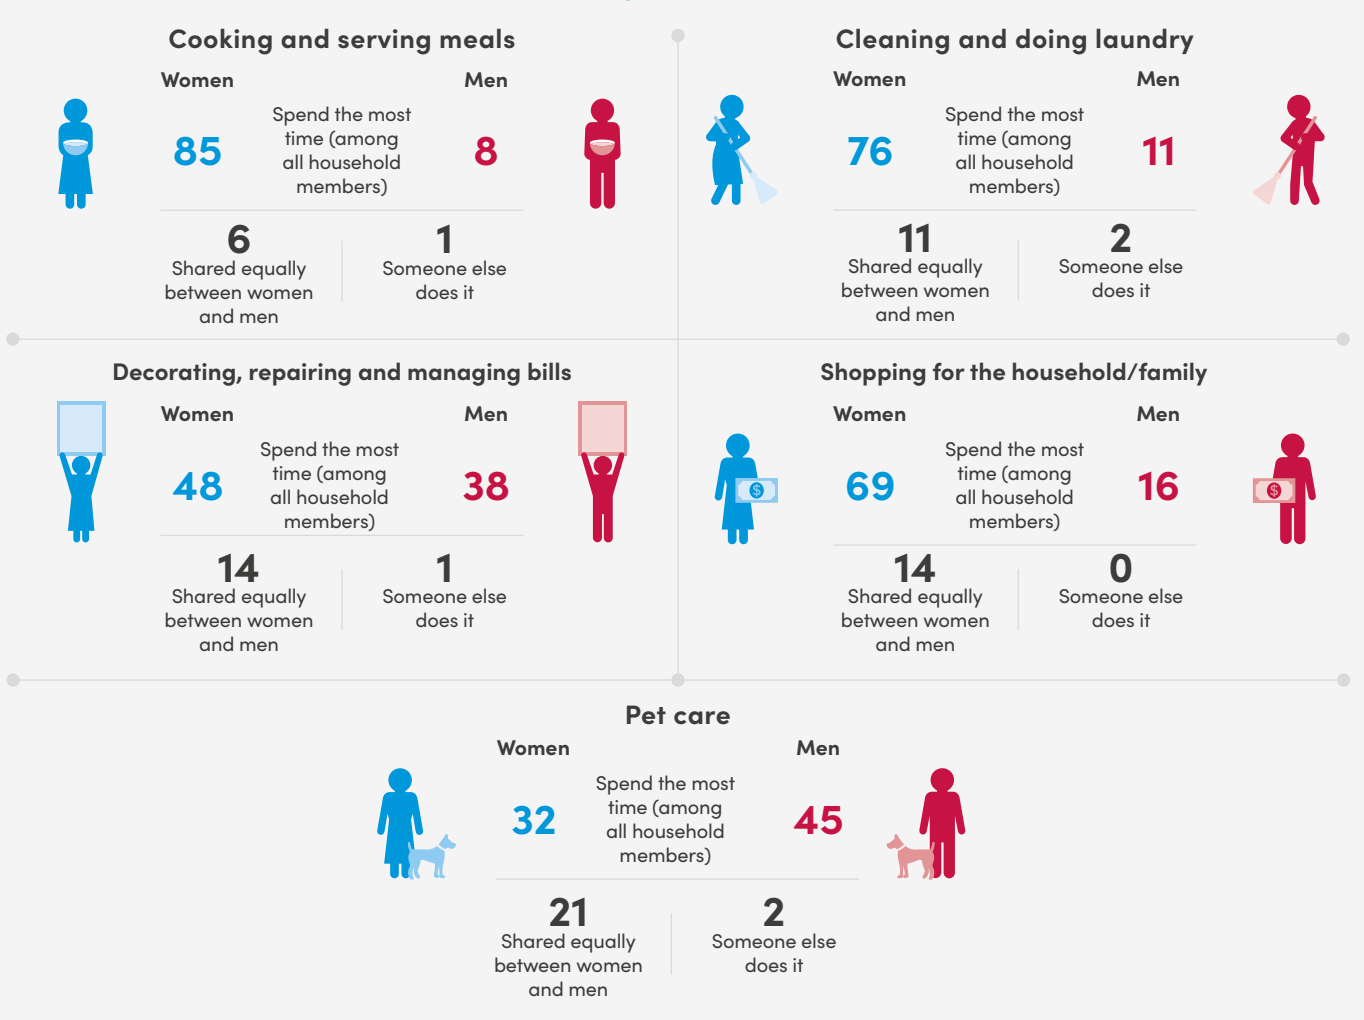 Cooking and serving meals
Women
Men
85
Spend the most
time (among
all household
members)
8
6
Shared equally
between women
and men
1
Someone else
does it
Cleaning and doing laundry
Women
Men
76
Spend the most
time (among
all household
members)
11
11
Shared equally
between women
and men
2
Someone else
does it
Decorating, repairing and managing bills
Women
Men
48
Spend the most
time (among
all household
members)
38
14
Shared equally
between women
and men
1
Someone else
does it
Shopping for the household/family
Women
Men
$
69
Spend the most
time (among
all household
members)
16
$
14
Shared equally
between women
and men
0
Someone else
does it
Pet care
Women
Men
32
Spend the most
time (among
all household
members)
45
21
Shared equally
between women
and men
2
Someone else
does it